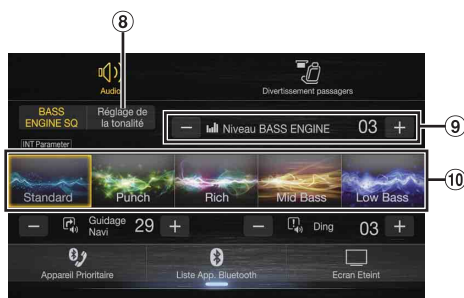 8
Audio
Divertissement passagers
BASS
ENGINE SQ
Réglage de
la tonalité
− Niveau BASS ENGINE 03 +
9
INT Parameter
Standard Punch Rich Mid Bass Low Bass
10
− Guidage
Navi 29 +
− Ding 03 +
Appareil Prioritaire
Liste App. Bluetooth
Ecran Eteint